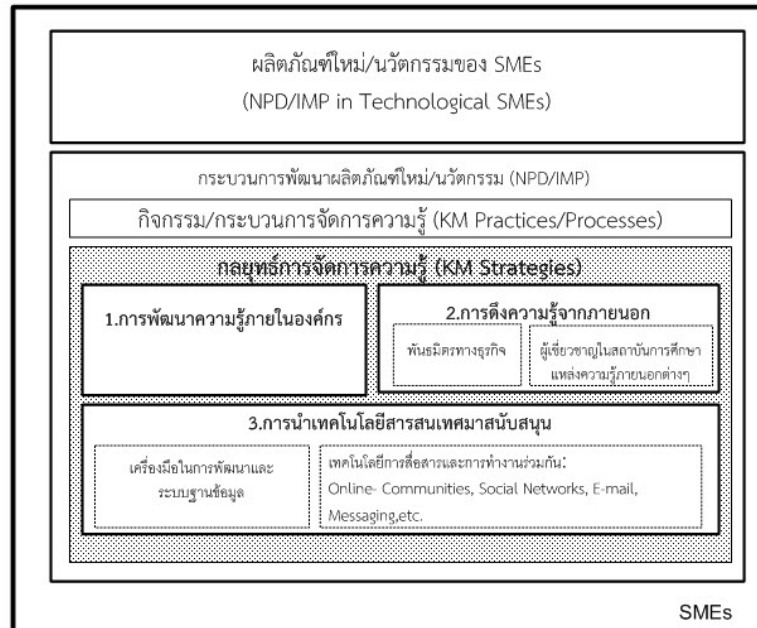 ผลิตภัณฑ์ใหม่/นวัตกรรมของ SMEs
(NPD/IMP in Technological SMEs)
กระบวนการพัฒนาผลิตภัณฑ์ใหม่/นวัตกรรม (NPD/IMP)
กิจกรรม/กระบวนการจัดการความรู้ (KM Practices/Processes)
กลยุทธ์การจัดการความรู้ (KM Strategies)
1.การพัฒนาความรู้ภายในองค์กร
2.การดึงความรู้จากภายนอก
พันธมิตรทางธุรกิจ
ผู้เชี่ยวชาญในสถาบันการศึกษา
แหล่งความรู้ภายนอกต่างๆ
3.การนำเทคโนโลยีสารสนเทศมาสนับสนุน
เครื่องมือในการพัฒนาและ
ระบบฐานข้อมูล
เทคโนโลยีการสื่อสารและการทำงานร่วมกัน:
Online- Communities, Social Networks, E-mail,
Messaging,etc.
SMEs